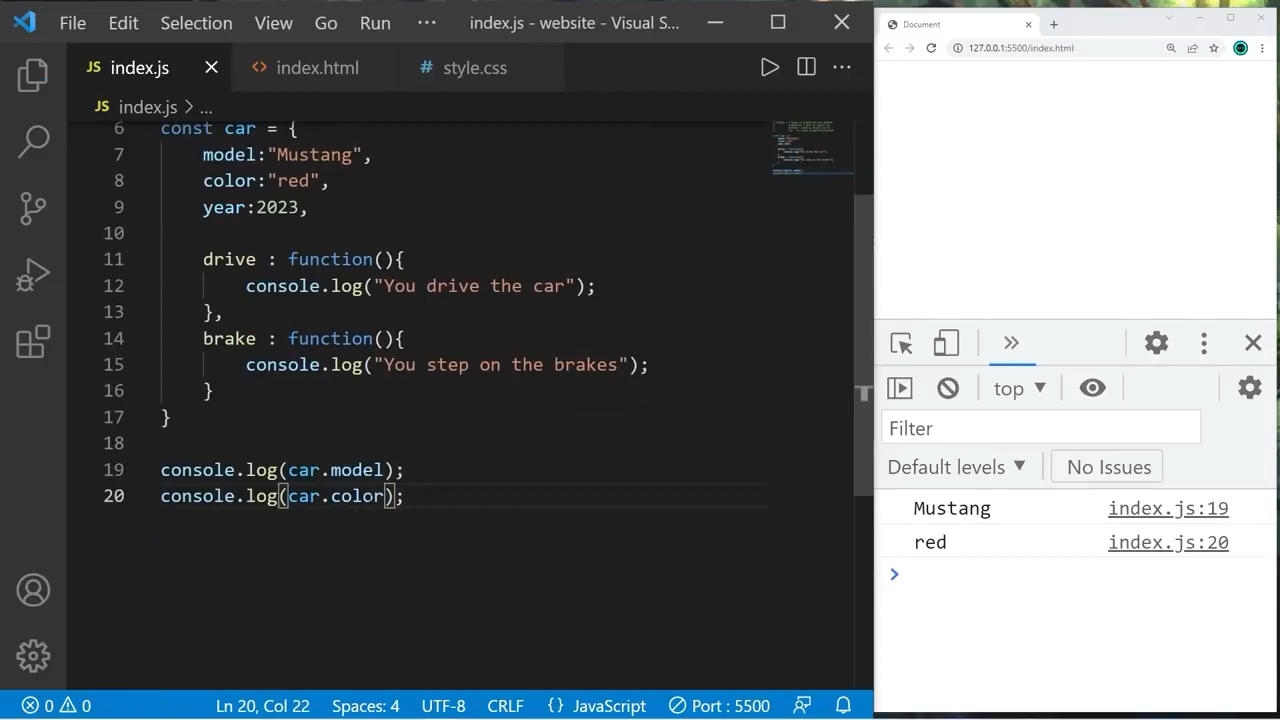 File Edit Selection View Go Run ··· index.js - website - Visual S...
JS index.js <> index.html # style.css
JS index.js > ...
6 const car = {
7 model:"Mustang",
8 color:"red",
9 year:2023,
10
11 drive : function(){
12 console.log("You drive the car");
13 },
14 brake : function(){
15 console.log("You step on the brakes");
16 }
17 }
18
19 console.log(car.model);
20 console.log(car.color);
0 0 Ln 20, Col 22 Spaces: 4 UTF-8 CRLF {} JavaScript Port : 5500
Document
127.0.0.1:5500/index.html
top
Filter
Default levels No Issues
Mustang index.js:19
red index.js:20